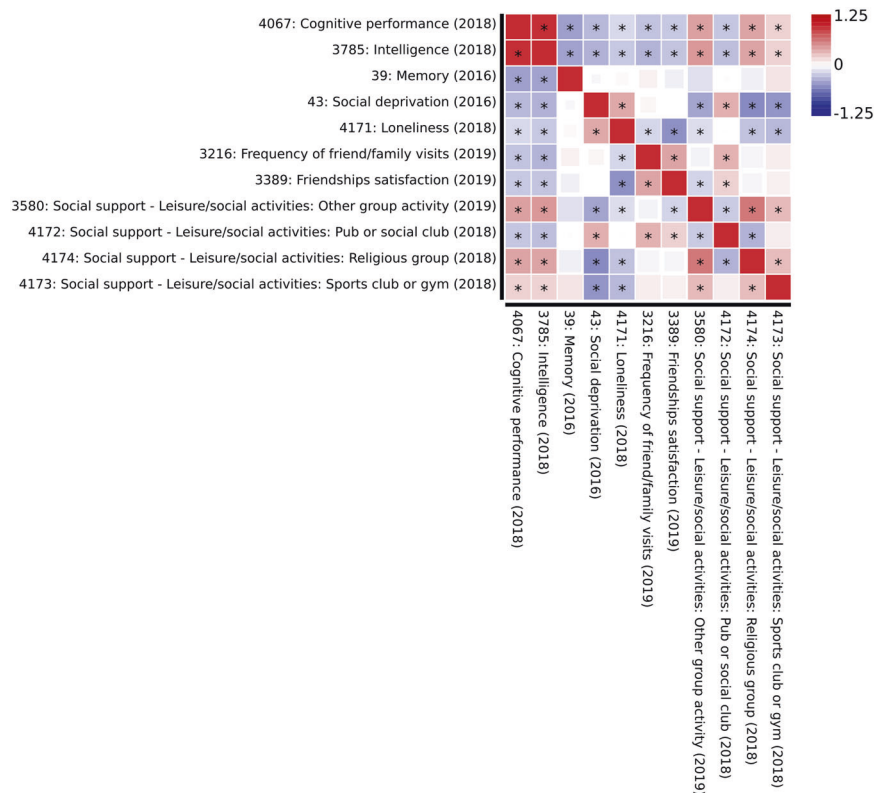 4067: Cognitive performance (2018)
3785: Intelligence (2018)
39: Memory (2016)
43: Social deprivation (2016)
4171: Loneliness (2018)
3216: Frequency of friend/family visits (2019)
3389: Friendships satisfaction (2019)
3580: Social support - Leisure/social activities: Other group activity (2019)
4172: Social support - Leisure/social activities: Pub or social club (2018)
4174: Social support - Leisure/social activities: Religious group (2018)
4173: Social support - Leisure/social activities: Sports club or gym (2018)
1.25
0
-1.25
4067: Cognitive performance (2018)
3785: Intelligence (2018)
39: Memory (2016)
43: Social deprivation (2016)
4171: Loneliness (2018)
3216: Frequency of friend/family visits (2019)
3389: Friendships satisfaction (2019)
3580: Social support - Leisure/social activities: Other group activity (2019)
4172: Social support - Leisure/social activities: Pub or social club (2018)
4174: Social support - Leisure/social activities: Religious group (2018)
4173: Social support - Leisure/social activities: Sports club or gym (2018)